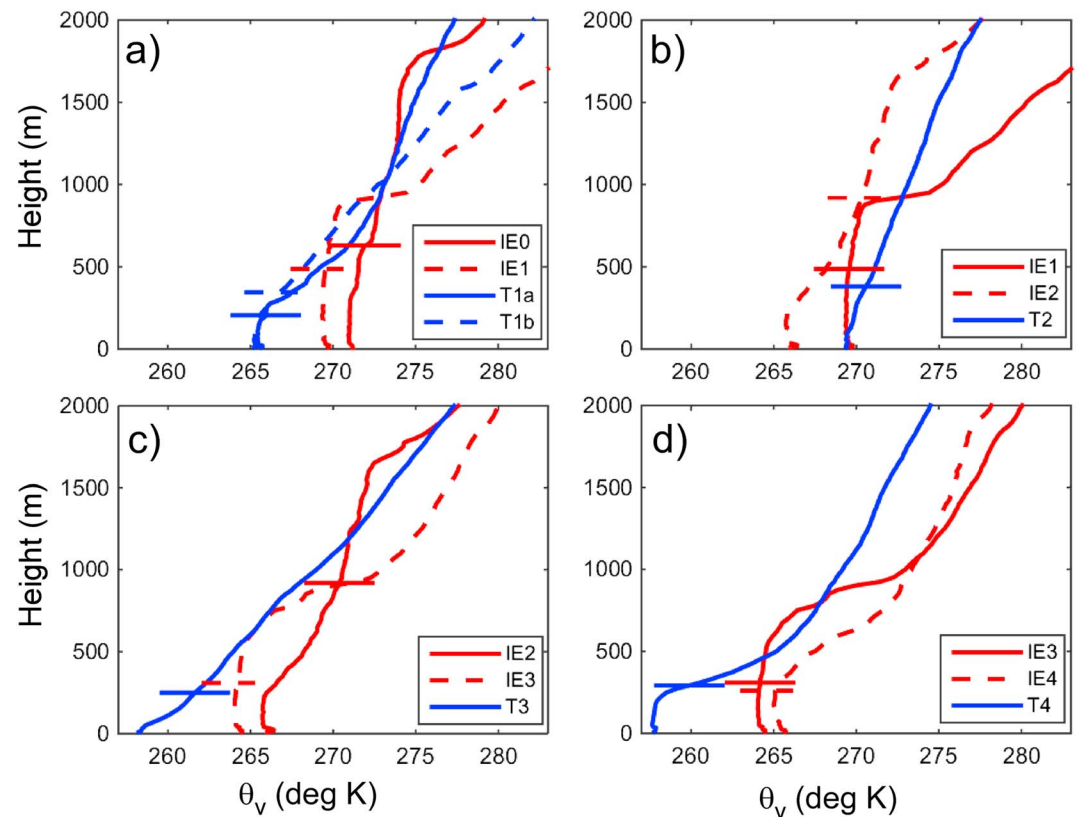 a)
2000
1500
1000
500
0
Height (m)
260 265 270 275 280
IE0
IE1
T1a
T1b
b)
2000
1500
1000
500
0
260 265 270 275 280
IE1
IE2
T2
c)
2000
1500
1000
500
0
Height (m)
260 265 270 275 280
θv (deg K)
IE2
IE3
T3
d)
2000
1500
1000
500
0
260 265 270 275 280
θv (deg K)
IE3
IE4
T4